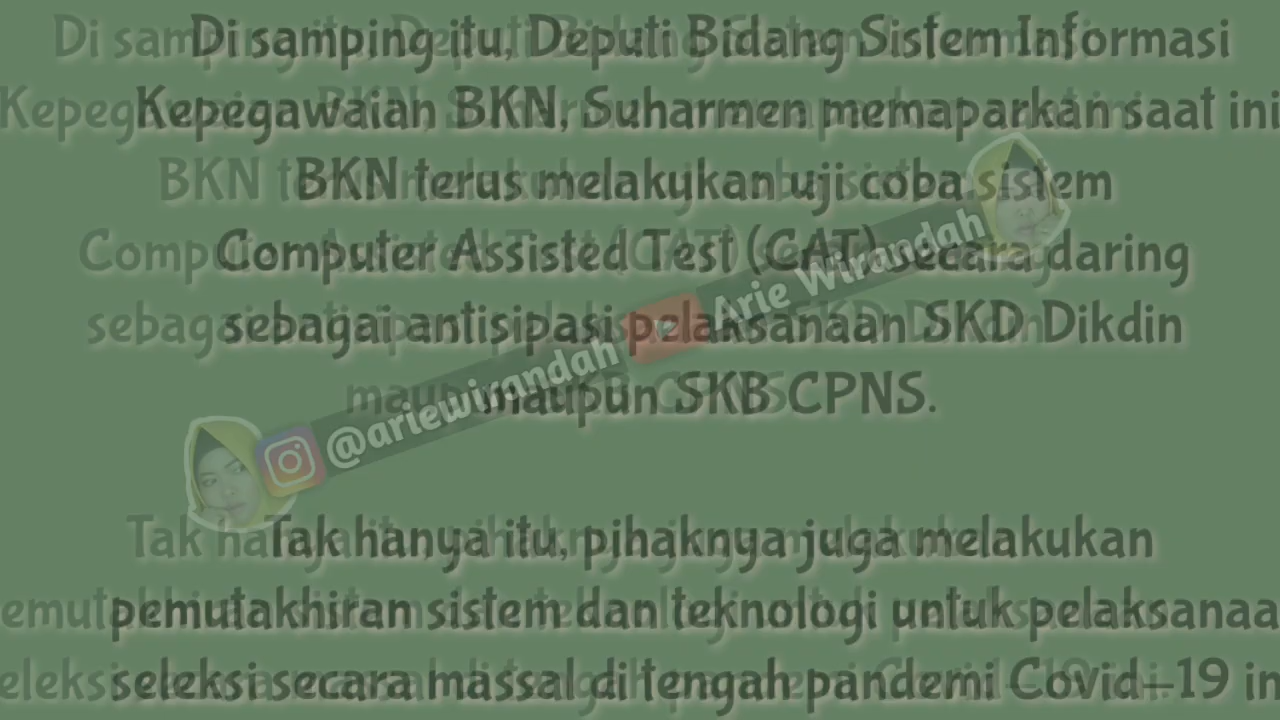 Di samping itu, Deputi Bidang Sistem Informasi
Kepegawaian BKN, Suharmen memaparkan saat ini
BKN terus melakykan uji coba sistem
Computer Assisted Test (CAT) secara daring
sebagai antisipasi pelaksanaan SKD Dikdin
maupun SKB CPNS.
Arie Wirandah
@ariewirandah
Tak hanya itu, pihaknya juga melakukan
pemutakhiran sistem dan teknologi untuk pelaksanaa
seleksi secara massal di tengah pandemi Covid-19 in